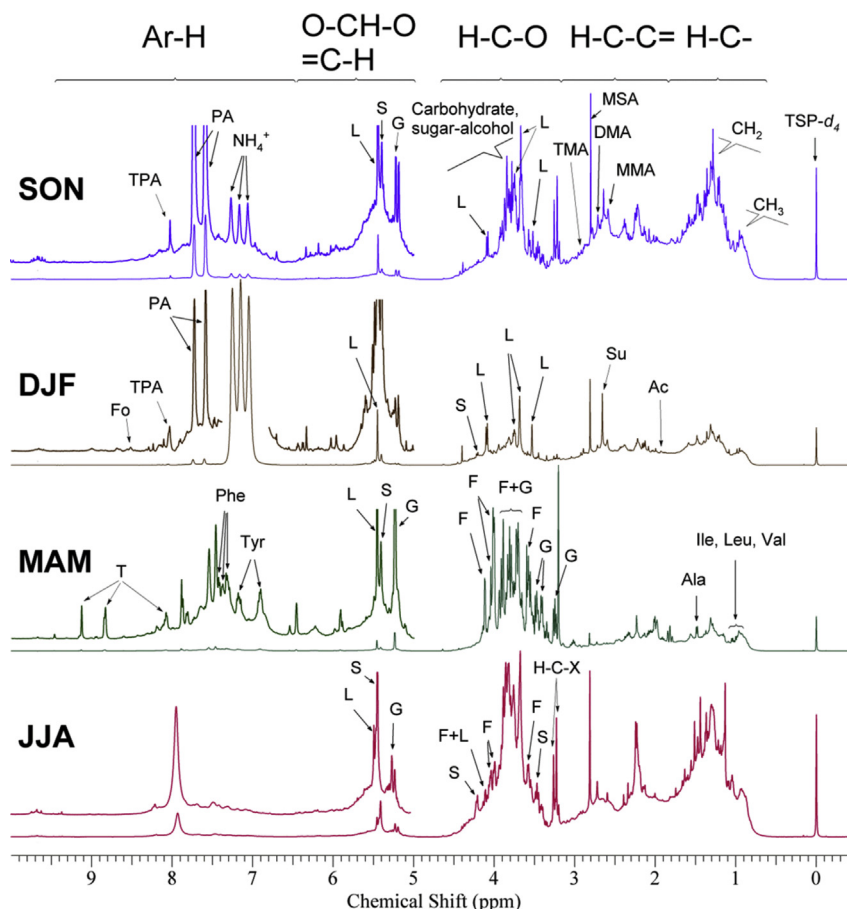 Ar-H
O-CH-O
=C-H
H-C-O
H-C-C=
H-C-
SON
TPA
PA
NH₄⁺
L
S
G
Carbohydrate,
sugar-alcohol
L
L
L
TMA
MSA
DMA
MMA
CH₂
CH₃
TSP-d₄
DJF
Fo
TPA
PA
L
S
L
L
L
Su
Ac
MAM
T
Phe
Tyr
L
S
G
F
F
F+G
F
G
G
Ala
Ile, Leu, Val
JJA
S
L
G
S
F+L
F
F
S
H-C-X
9 8 7 6 5 4 3 2 1 0
Chemical Shift (ppm)